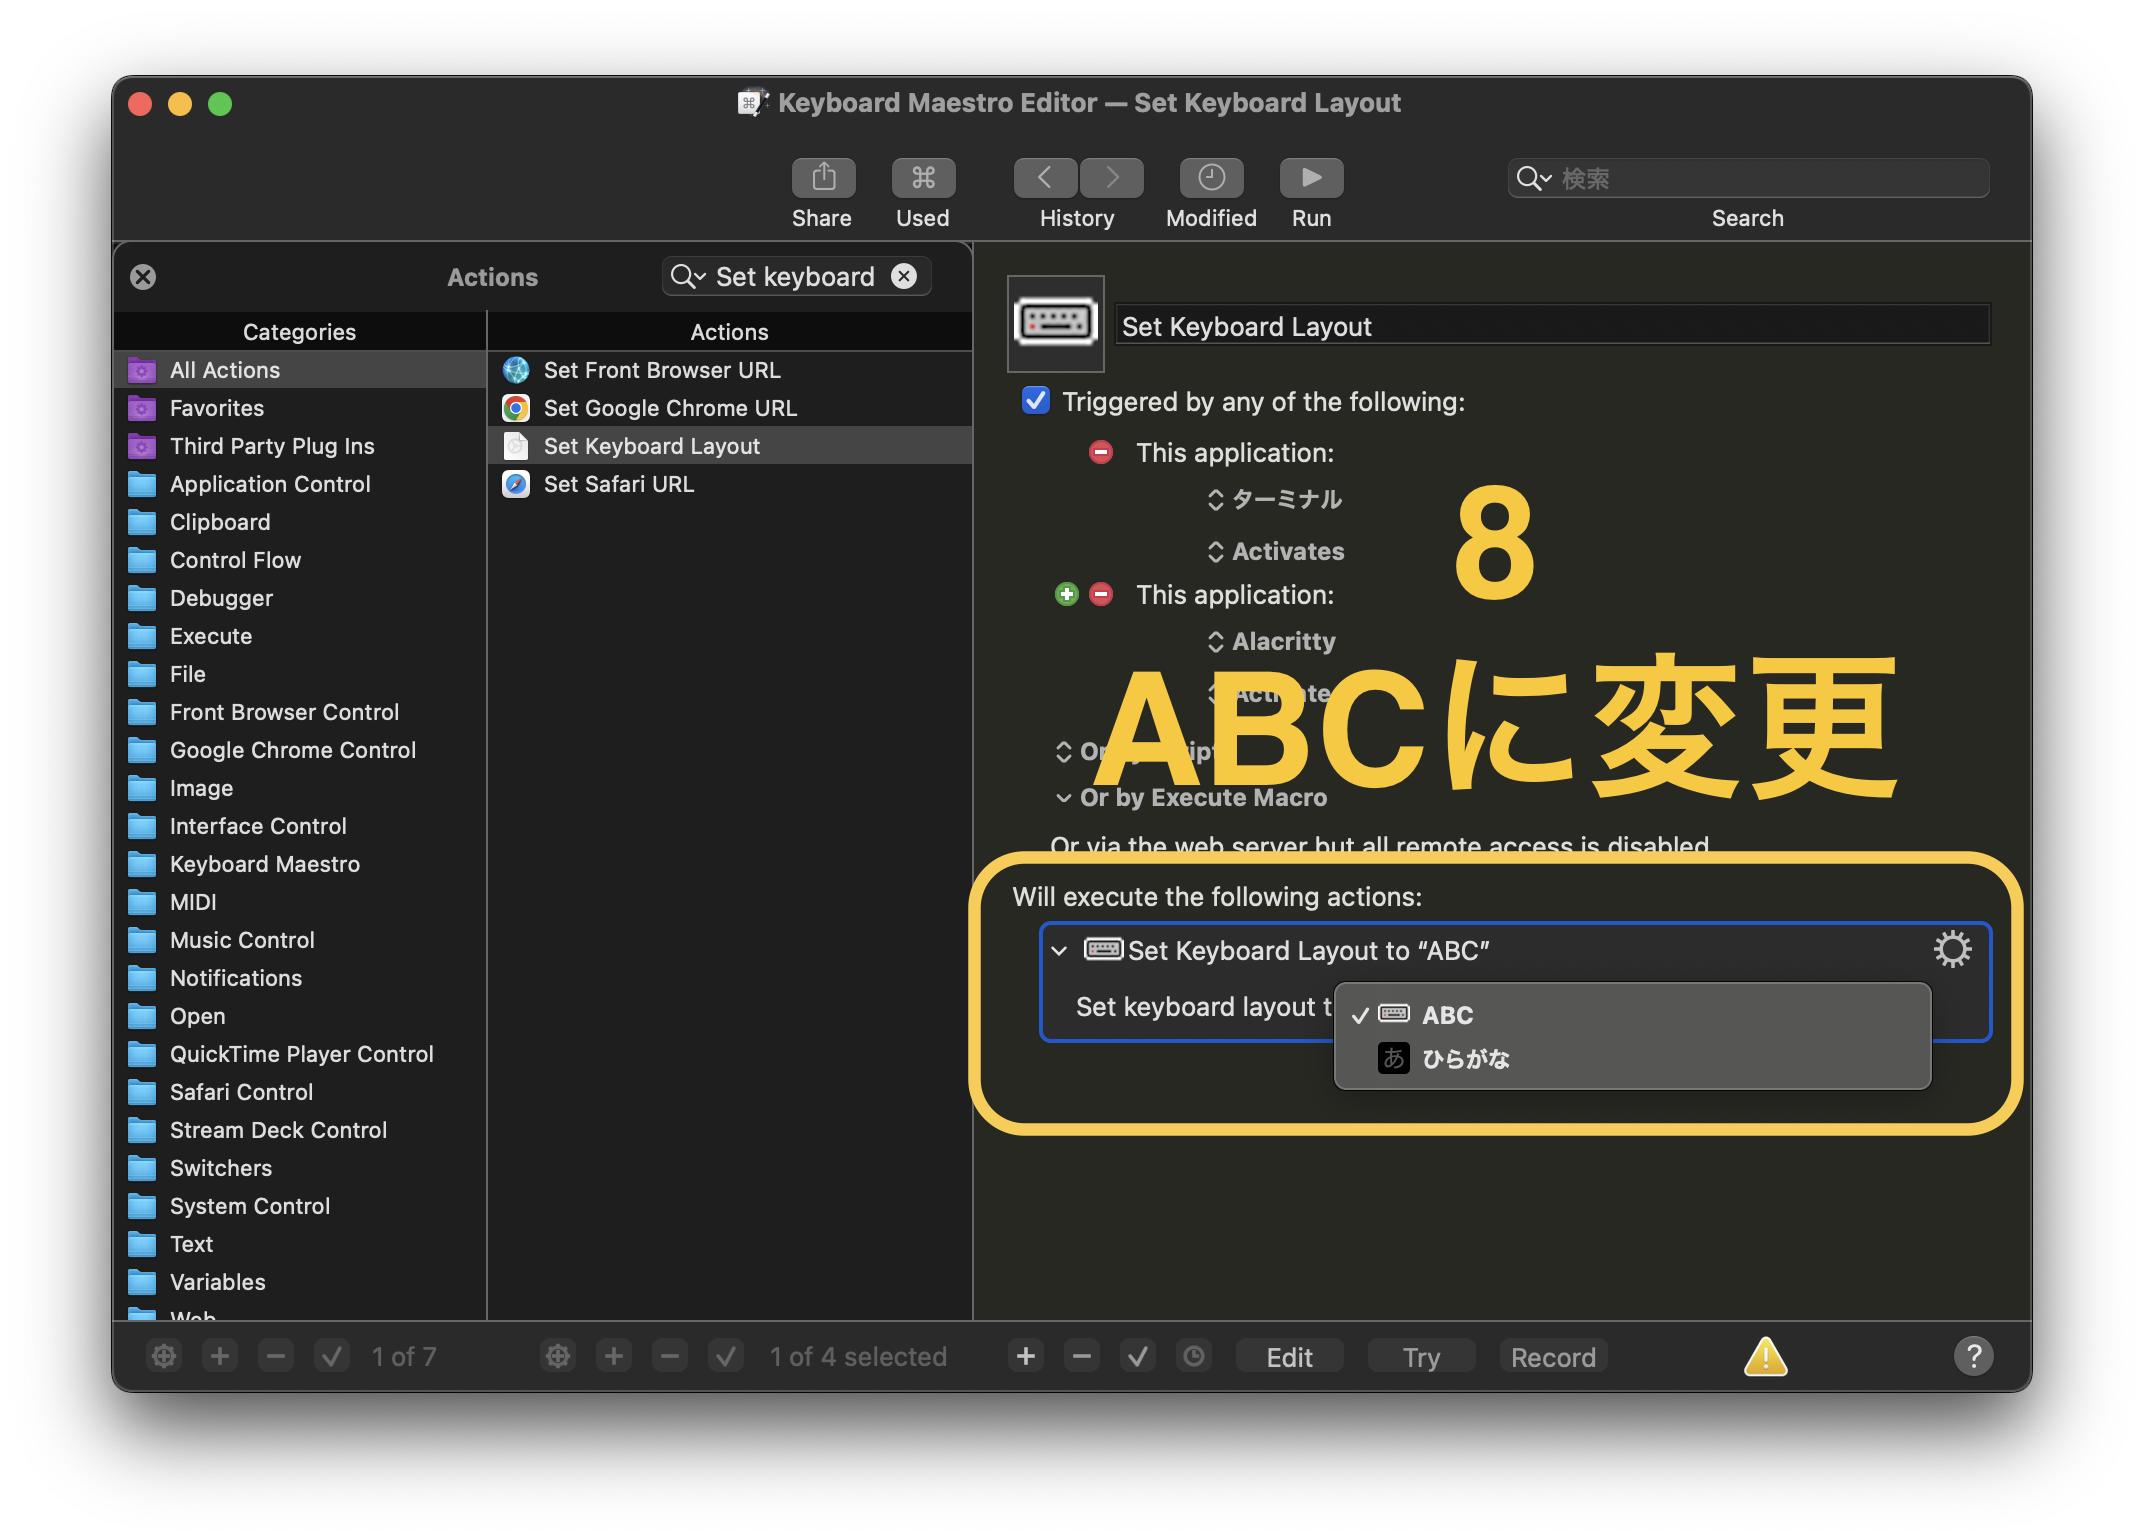 Keyboard Maestro Editor — Set Keyboard Layout
Share
Used
History
Modified
Run
検索
Search
Actions
Set keyboard
Categories
All Actions
Favorites
Third Party Plug Ins
Application Control
Clipboard
Control Flow
Debugger
Execute
File
Front Browser Control
Google Chrome Control
Image
Interface Control
Keyboard Maestro
MIDI
Music Control
Notifications
Open
QuickTime Player Control
Safari Control
Stream Deck Control
Switchers
System Control
Text
Variables
Web
1 of 7
Actions
Set Front Browser URL
Set Google Chrome URL
Set Keyboard Layout
Set Safari URL
1 of 4 selected
Set Keyboard Layout
Triggered by any of the following:
This application:
ターミナル
Activates
8
This application:
Alacritty
ABCに変更
Or by Execute Macro
Or via the web server but all remote access is disabled
Will execute the following actions:
Set Keyboard Layout to “ABC”
Set keyboard layout t
ABC
あ ひらがな
Edit
Try
Record
?